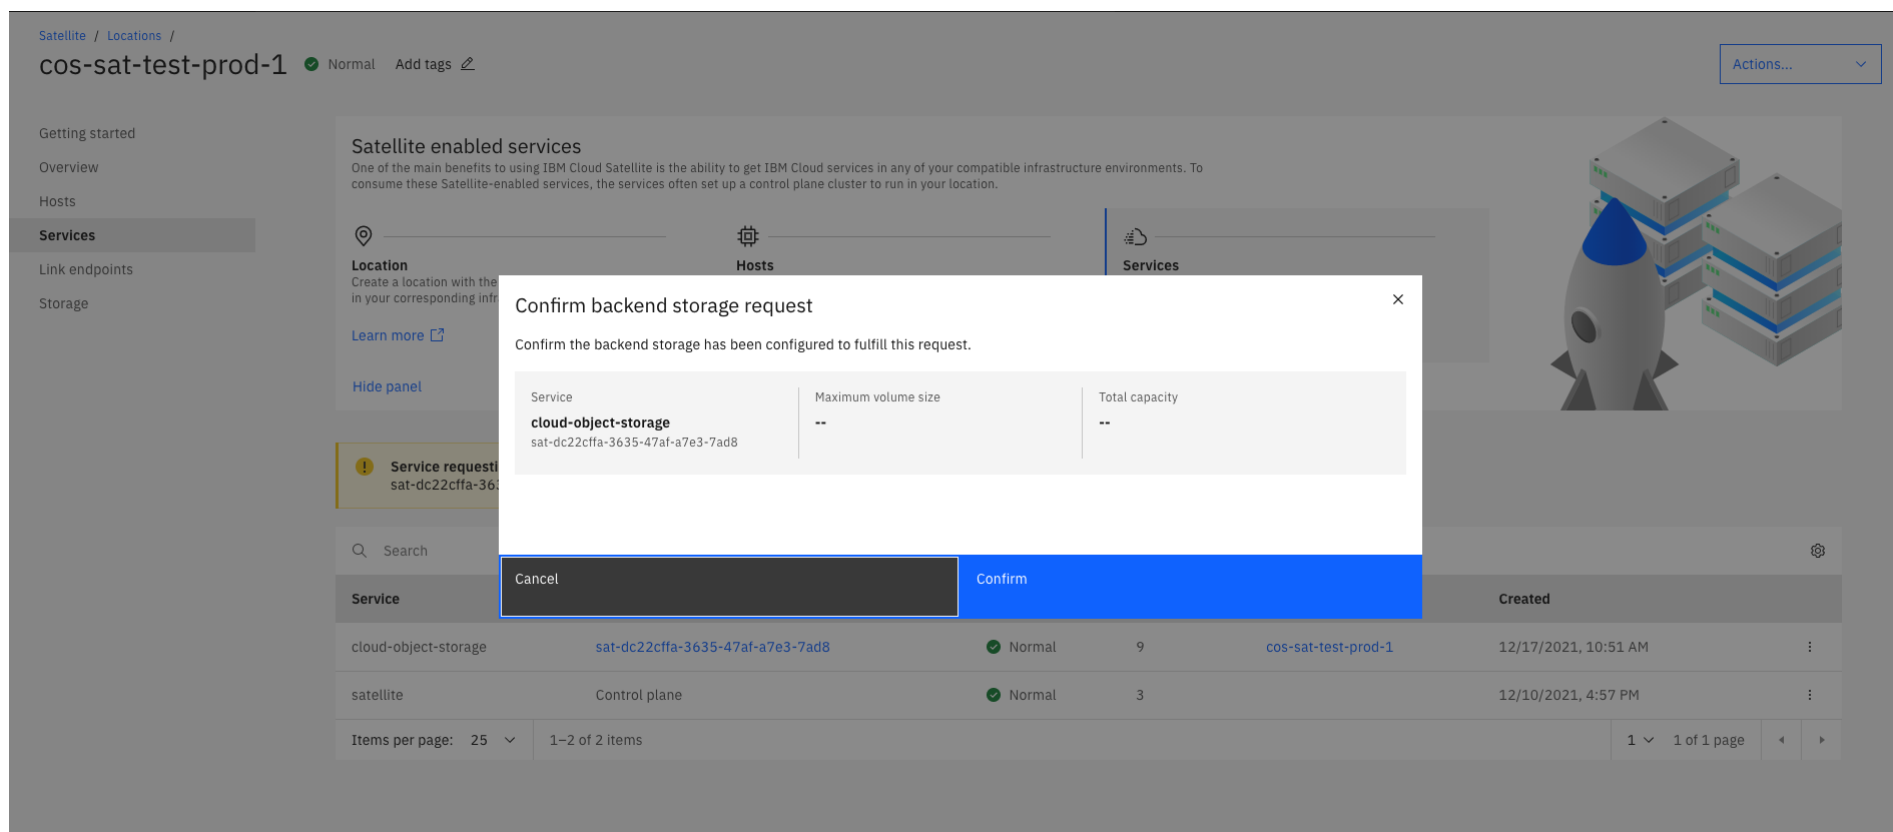 Satellite / Locations /
cos-sat-test-prod-1 Normal Add tags
Actions...
Getting started
Overview
Hosts
Services
Link endpoints
Storage
Satellite enabled services
One of the main benefits to using IBM Cloud Satellite is the ability to get IBM Cloud services in any of your compatible infrastructure environments. To
consume these Satellite-enabled services, the services often set up a control plane cluster to run in your location.
Location
Create a location with the
in your corresponding infr
Learn more
Hide panel
Hosts
Services
Confirm backend storage request
Confirm the backend storage has been configured to fulfill this request.
Service Maximum volume size Total capacity
cloud-object-storage -- --
sat-dc22cffa-3635-47af-a7e3-7ad8
Cancel Confirm
Service requesti
sat-dc22cffa-363
Search
Service Created
cloud-object-storage sat-dc22cffa-3635-47af-a7e3-7ad8 Normal 9 cos-sat-test-prod-1 12/17/2021, 10:51 AM
satellite Control plane Normal 3 12/10/2021, 4:57 PM
Items per page: 25 1–2 of 2 items 1 1 of 1 page